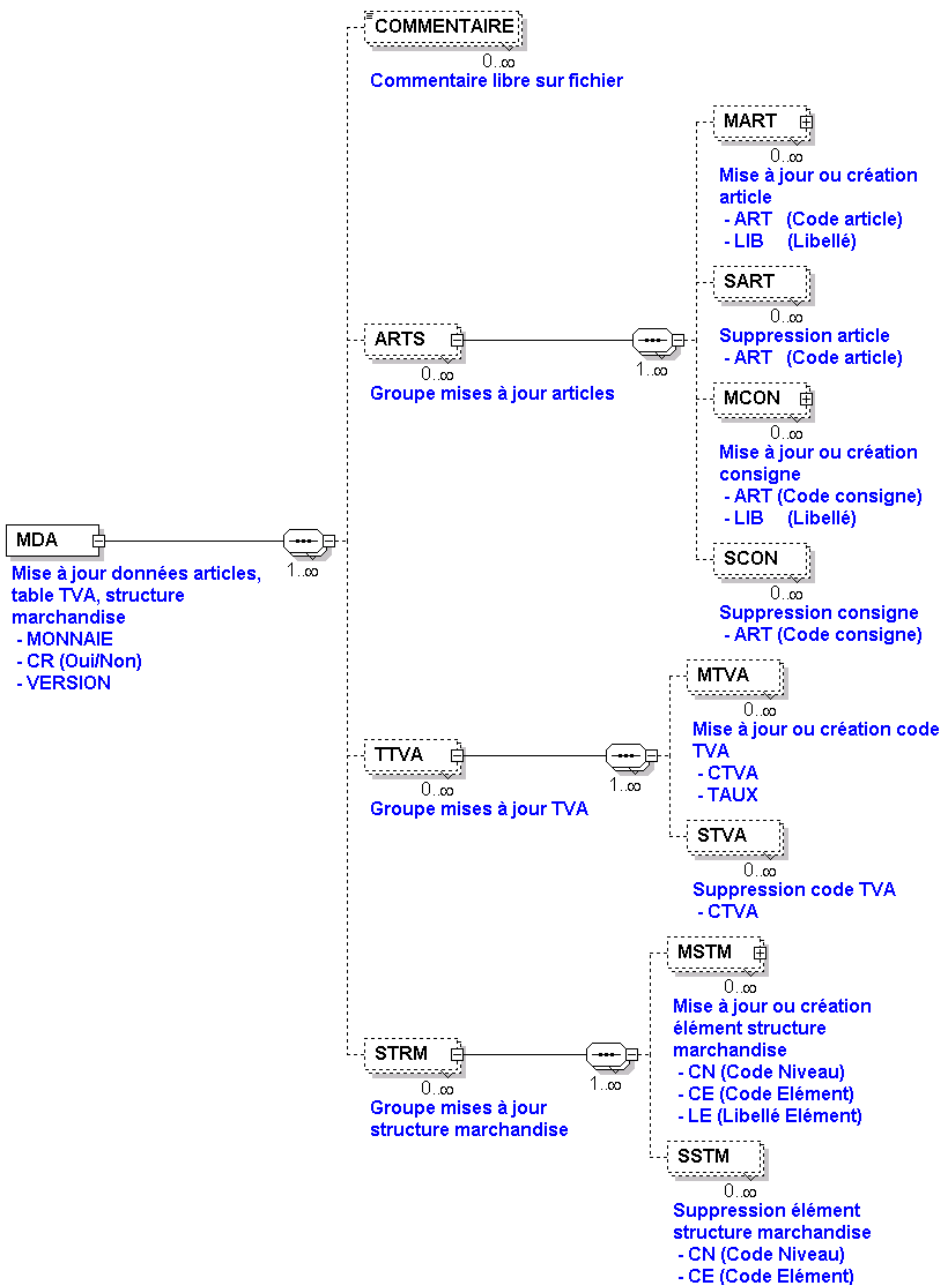 COMMENTAIRE
0..∞
Commentaire libre sur fichier
MART
0..∞
Mise à jour ou création
article
- ART (Code article)
- LIB (Libellé)
SART
0..∞
Suppression article
- ART (Code article)
ARTS
0..∞
Groupe mises à jour articles
1..∞
MCON
0..∞
Mise à jour ou création
consigne
- ART (Code consigne)
- LIB (Libellé)
SCON
0..∞
Suppression consigne
- ART (Code consigne)
MDA
1..∞
Mise à jour données articles,
table TVA, structure
marchandise
- MONNAIE
- CR (Oui/Non)
- VERSION
MTVA
0..∞
Mise à jour ou création code
TVA
- CTVA
- TAUX
TTVA
0..∞
Groupe mises à jour TVA
1..∞
STVA
0..∞
Suppression code TVA
- CTVA
MSTM
0..∞
Mise à jour ou création
élément structure
marchandise
- CN (Code Niveau)
- CE (Code Elément)
- LE (Libellé Elément)
STRM
0..∞
Groupe mises à jour
structure marchandise
1..∞
SSTM
0..∞
Suppression élément
structure marchandise
- CN (Code Niveau)
- CE (Code Elément)